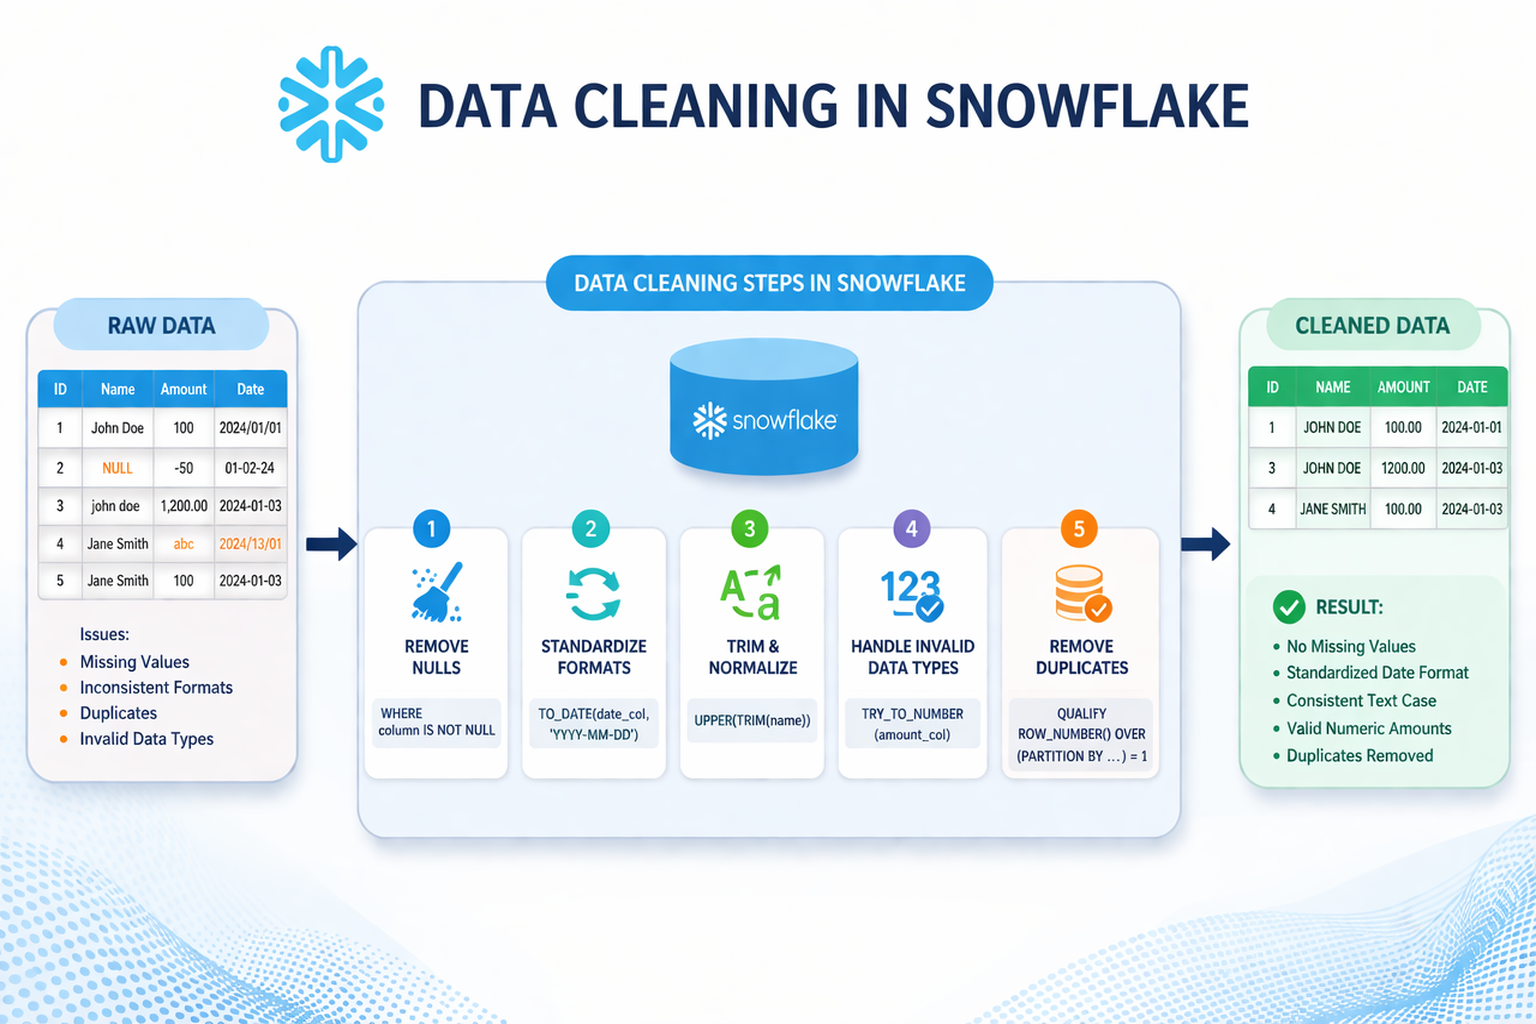 DATA CLEANING IN SNOWFLAKE
RAW DATA
ID Name Amount Date
1 John Doe 100 2024/01/01
2 NULL -50 01-02-24
3 john doe 1,200.00 2024-01-03
4 Jane Smith abc 2024/13/01
5 Jane Smith 100 2024-01-03
Issues:
• Missing Values
• Inconsistent Formats
• Duplicates
• Invalid Data Types
DATA CLEANING STEPS IN SNOWFLAKE
snowflake
1
REMOVE
NULLS
WHERE
column IS NOT NULL
2
STANDARDIZE
FORMATS
TO_DATE(date_col,
'YYYY-MM-DD')
3
A a
TRIM &
NORMALIZE
UPPER(TRIM(name))
4
123
HANDLE INVALID
DATA TYPES
TRY_TO_NUMBER
(amount_col)
5
REMOVE
DUPLICATES
QUALIFY
ROW_NUMBER() OVER
(PARTITION BY ...) = 1
CLEANED DATA
ID NAME AMOUNT DATE
1 JOHN DOE 100.00 2024-01-01
3 JOHN DOE 1200.00 2024-01-03
4 JANE SMITH 100.00 2024-01-03
RESULT:
• No Missing Values
• Standardized Date Format
• Consistent Text Case
• Valid Numeric Amounts
• Duplicates Removed